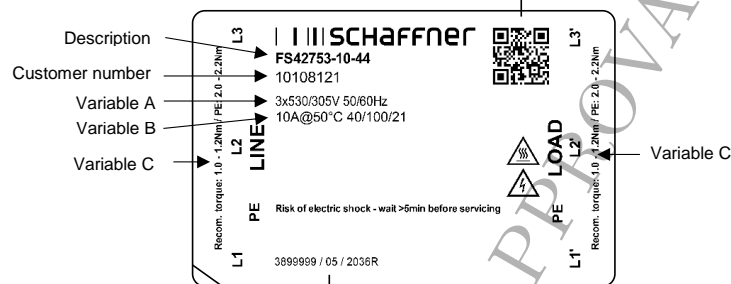 SCHAFFNER
Description
FS42753-10-44
Customer number
10108121
Variable A
3x530/305V 50/60Hz
Variable B
10A@50°C 40/100/21
Variable C
Variable C
Recom. torque: 1.0 - 1.2Nm / PE: 2.0 - 2.2Nm
L3
L2
LINE
PE
L1
Risk of electric shock - wait >5min before servicing
3899999 / 05 / 2036R
L3'
LOAD
L2'
PE
L1'
Recom. torque: 1.0 - 1.2Nm / PE: 2.0 - 2.2Nm
PPROVA